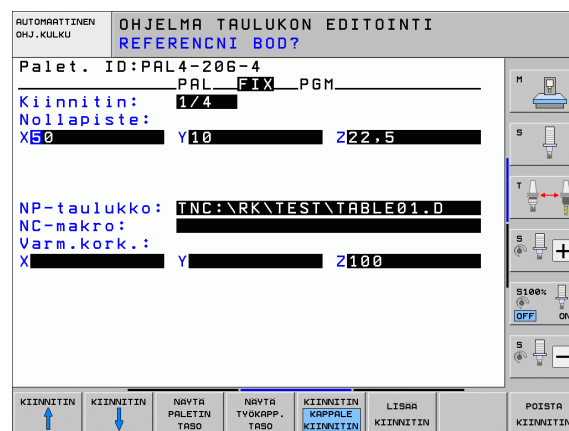 AUTOMAATTINEN
OHJ.KULKU
OHJELMA TAULUKON EDITOINTI
REFERENCNI BOD?
Palet. ID:PAL4-206-4
PAL FIX PGM
Kiinnitin: 1/4
Nollapiste:
X50 Y10 Z22,5
NP-taulukko: TNC:\RK\TEST\TABLE01.D
NC-makro:
Varm.kork.:
X Y Z100
M
S
T
S
S100%
OFF ON
S
KIINNITIN
KIINNITIN
NÄYTÄ
PALETIN
TASO
NÄYTÄ
TYÖKAPP.
TASO
KIINNITIN
KAPPALE
KIINNITIN
LISÄÄ
KIINNITIN
POISTA
KIINNITIN